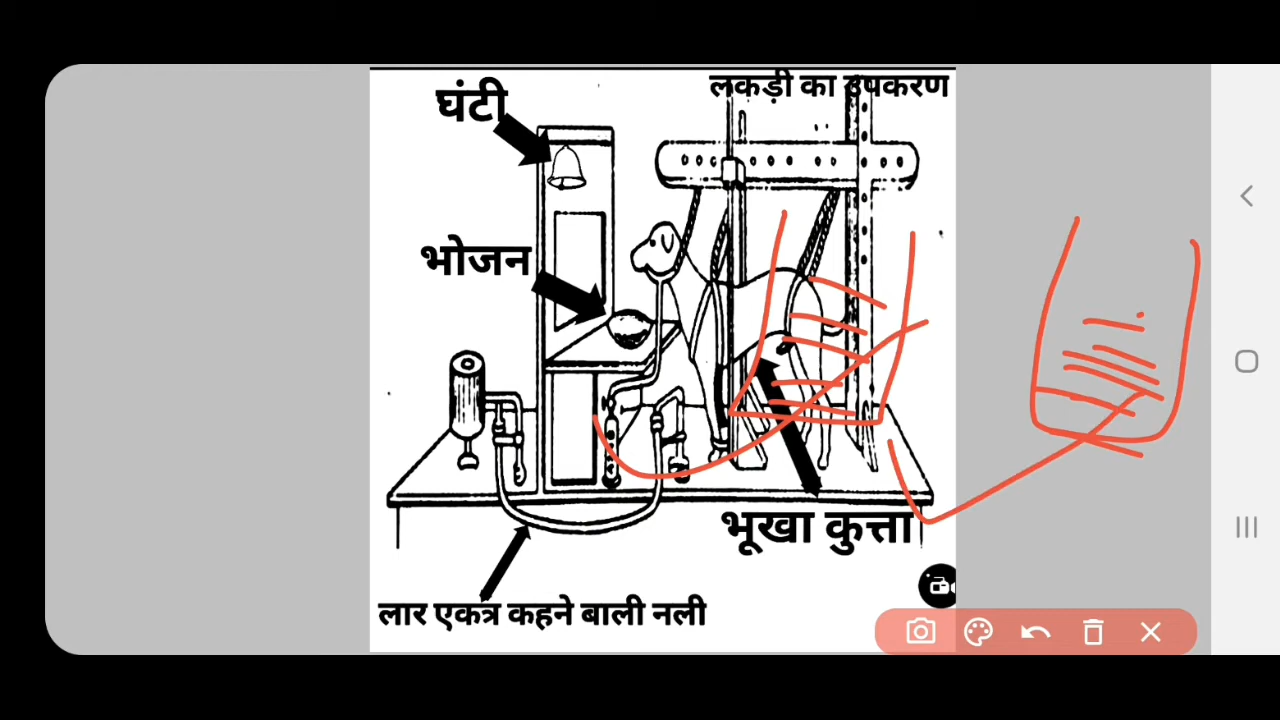 घंटी
लकड़ी का उपकरण
भोजन
भूखा कुत्ता
लार एकत्र कहने बाली नली